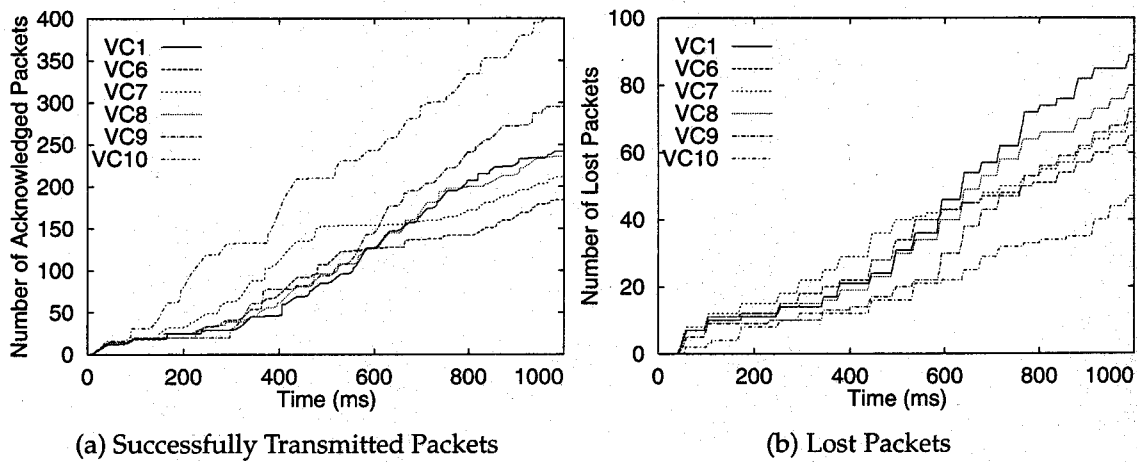 Number of Acknowledged Packets
400
350
300
250
200
150
100
50
0
VC1
VC6
VC7
VC8
VC9
VC10
0 200 400 600 800 1000
Time (ms)
(a) Successfully Transmitted Packets
Number of Lost Packets
100
80
60
40
20
0
VC1
VC6
VC7
VC8
VC9
VC10
0 200 400 600 800 1000
Time (ms)
(b) Lost Packets